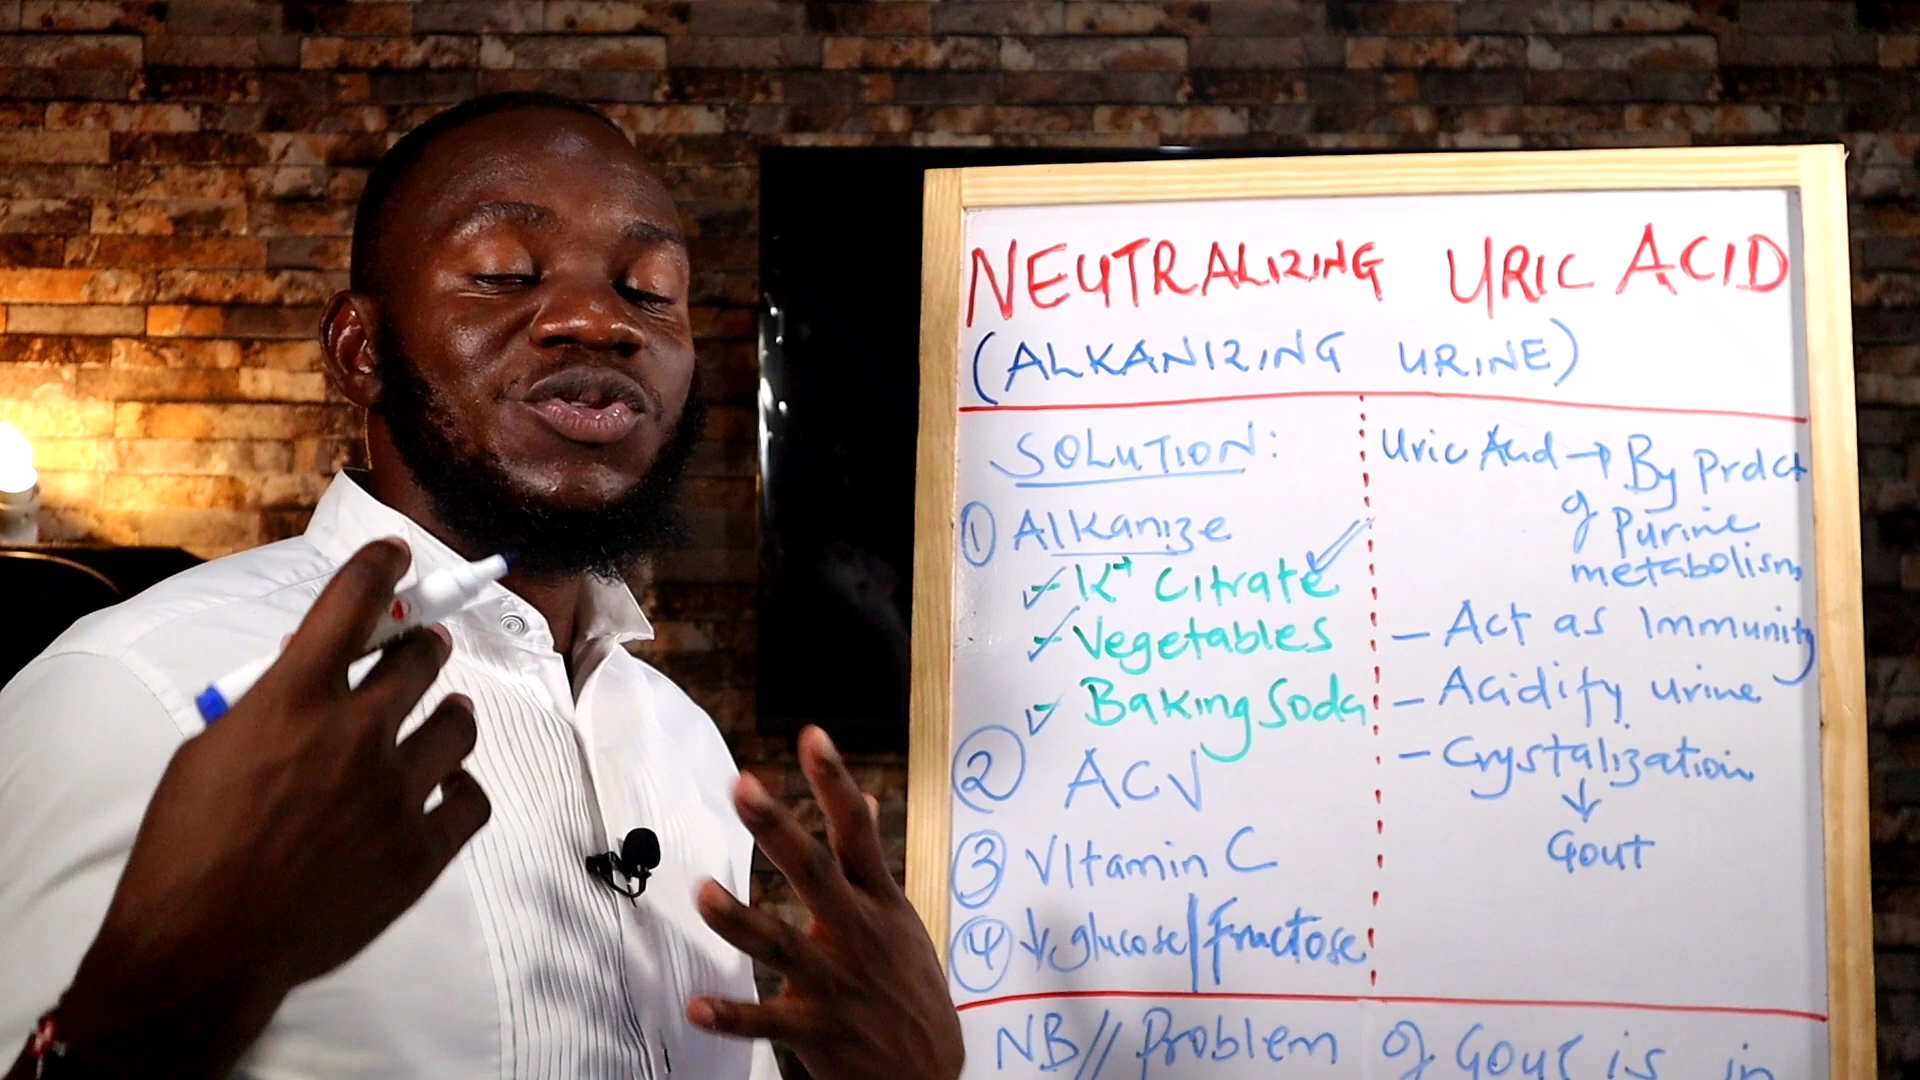 NEUTRALIZING URIC ACID
(ALKANIZING URINE)
SOLUTION:
① Alkanize
✓ K⁺ Citrate
✓ Vegetables
✓ Baking Soda
② ACV
③ VItamin C
④ ↓ glucose/Fructose
Uric Acid → By Prdct
of Purine
metabolism
- Act as Immunity
- Acidify urine
- Crystalization
↓
Gout
NB// Problem of Gout is in